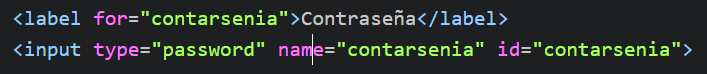 <label for="contarsenia">Contraseña</label>
<input type="password" name="contarsenia" id="contarsenia">